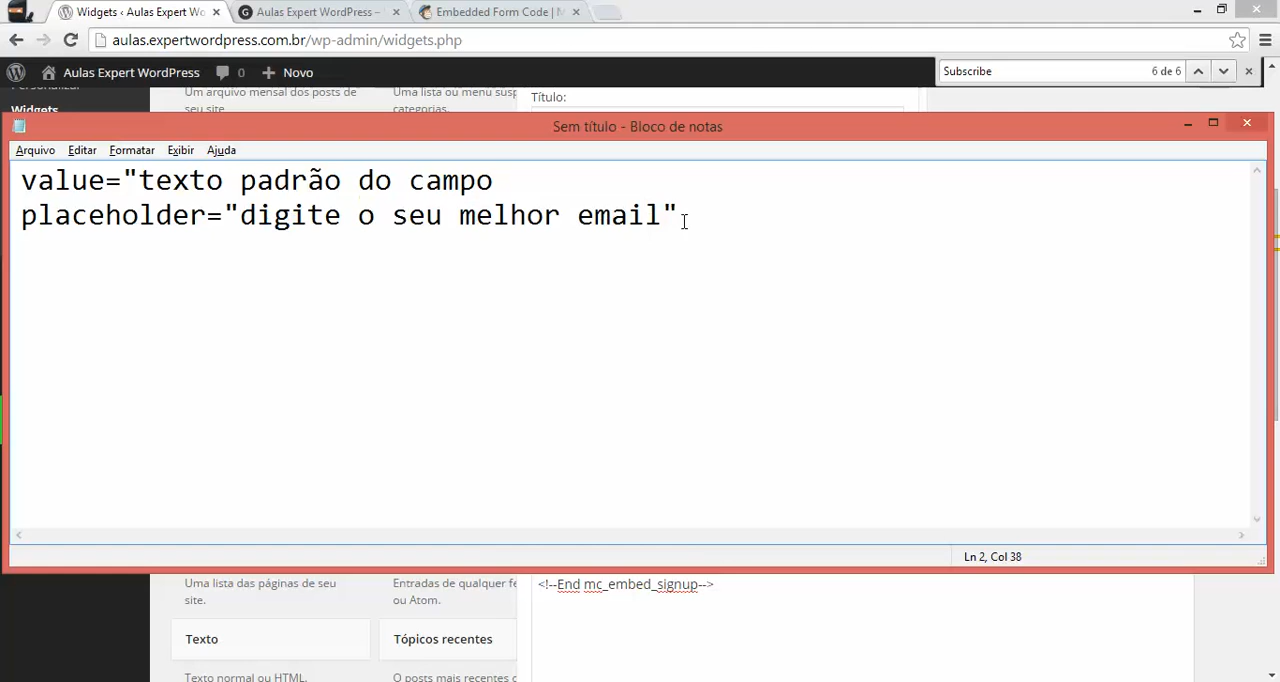 Widgets ‹ Aulas Expert Wo
Aulas Expert WordPress –
Embedded Form Code | M
aulas.expertwordpress.com.br/wp-admin/widgets.php
Aulas Expert WordPress 0 Novo
Subscribe 6 de 6
Widgets
Um arquivo mensal dos posts de
seu site.
Uma lista ou menu susp
categorias.
Título:
Sem título - Bloco de notas
Arquivo Editar Formatar Exibir Ajuda
value="texto padrão do campo
placeholder="digite o seu melhor email"
Ln 2, Col 38
Uma lista das páginas de seu
site.
Entradas de qualquer fe
ou Atom.
<!--End mc_embed_signup-->
Texto
Tópicos recentes
Texto normal ou HTML.
Os posts mais recentes c